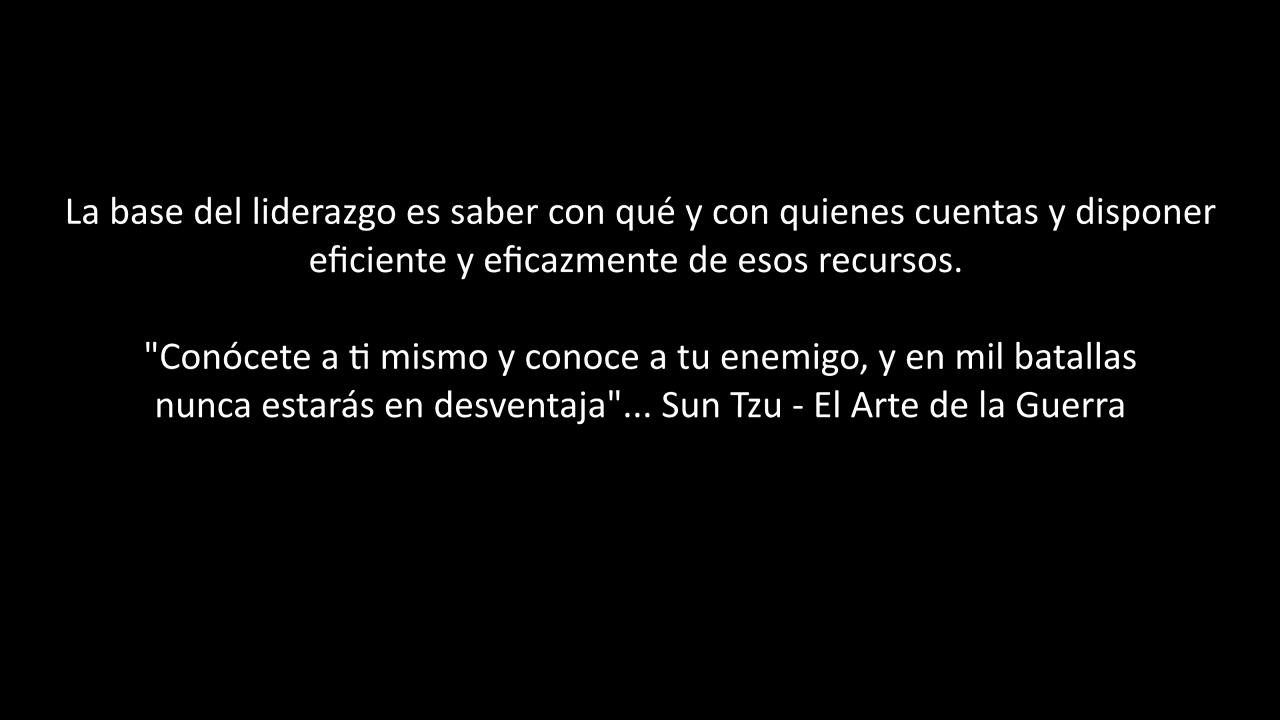 La base del liderazgo es saber con qué y con quienes cuentas y disponer
eficiente y eficazmente de esos recursos.
"Conócete a ti mismo y conoce a tu enemigo, y en mil batallas
nunca estarás en desventaja"... Sun Tzu - El Arte de la Guerra